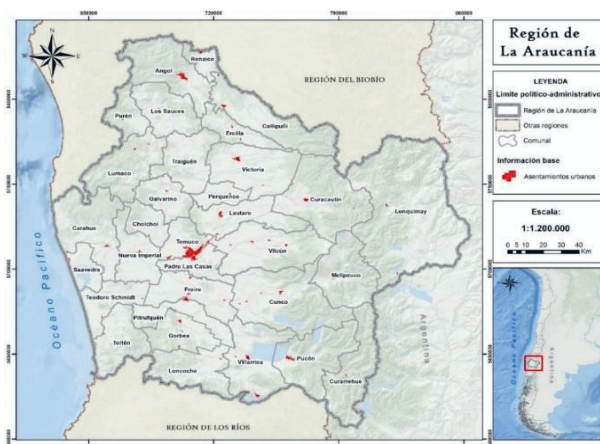 720000
N
E
S
Océano Pacífico
REGIÓN DEL BIOBÍO
Renaico
Angol
Los Sauces
Purén
Collipulli
Ercilla
Traiguén
Victoria
Lumaco
Galvarino
Perquenco
Curacautín
Lonquimay
Lautaro
Cholchol
Carahue
Temuco
Nueva Imperial
Vilcún
Padre Las Casas
Saavedra
Melipeuco
Freire
Teodoro Schmidt
Cunco
Pitrufquén
Gorbea
Toltén
Villarrica
Pucón
Loncoche
Curarrehue
Argentina
REGIÓN DE LOS RÍOS
Región de
La Araucanía
LEYENDA
Límite político-administrativo
Región de La Araucanía
Otras regiones
Comunal
Información base
Asentamientos urbanos
Escala:
1:1.200.000
0 5 10 20 30 40
Km
Océano Pacífico
Argentina